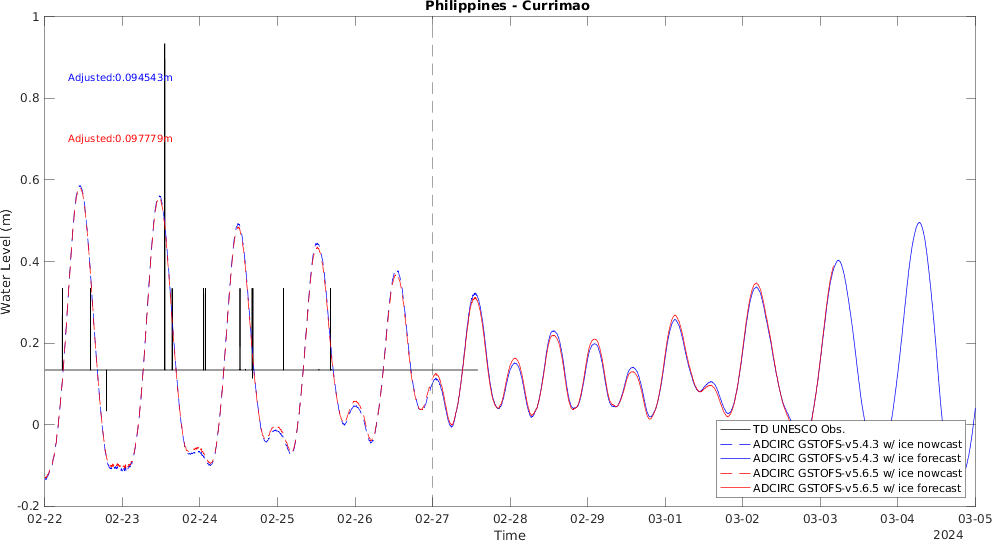 Philippines - Currimao
1
0.8
0.6
0.4
0.2
0
-0.2
Water Level (m)
Adjusted:0.094543m
Adjusted:0.097779m
TD UNESCO Obs.
ADCIRC GSTOFS-v5.4.3 w/ ice nowcast
ADCIRC GSTOFS-v5.4.3 w/ ice forecast
ADCIRC GSTOFS-v5.6.5 w/ ice nowcast
ADCIRC GSTOFS-v5.6.5 w/ ice forecast
02-22 02-23 02-24 02-25 02-26 02-27 02-28 02-29 03-01 03-02 03-03 03-04 03-05
Time
2024